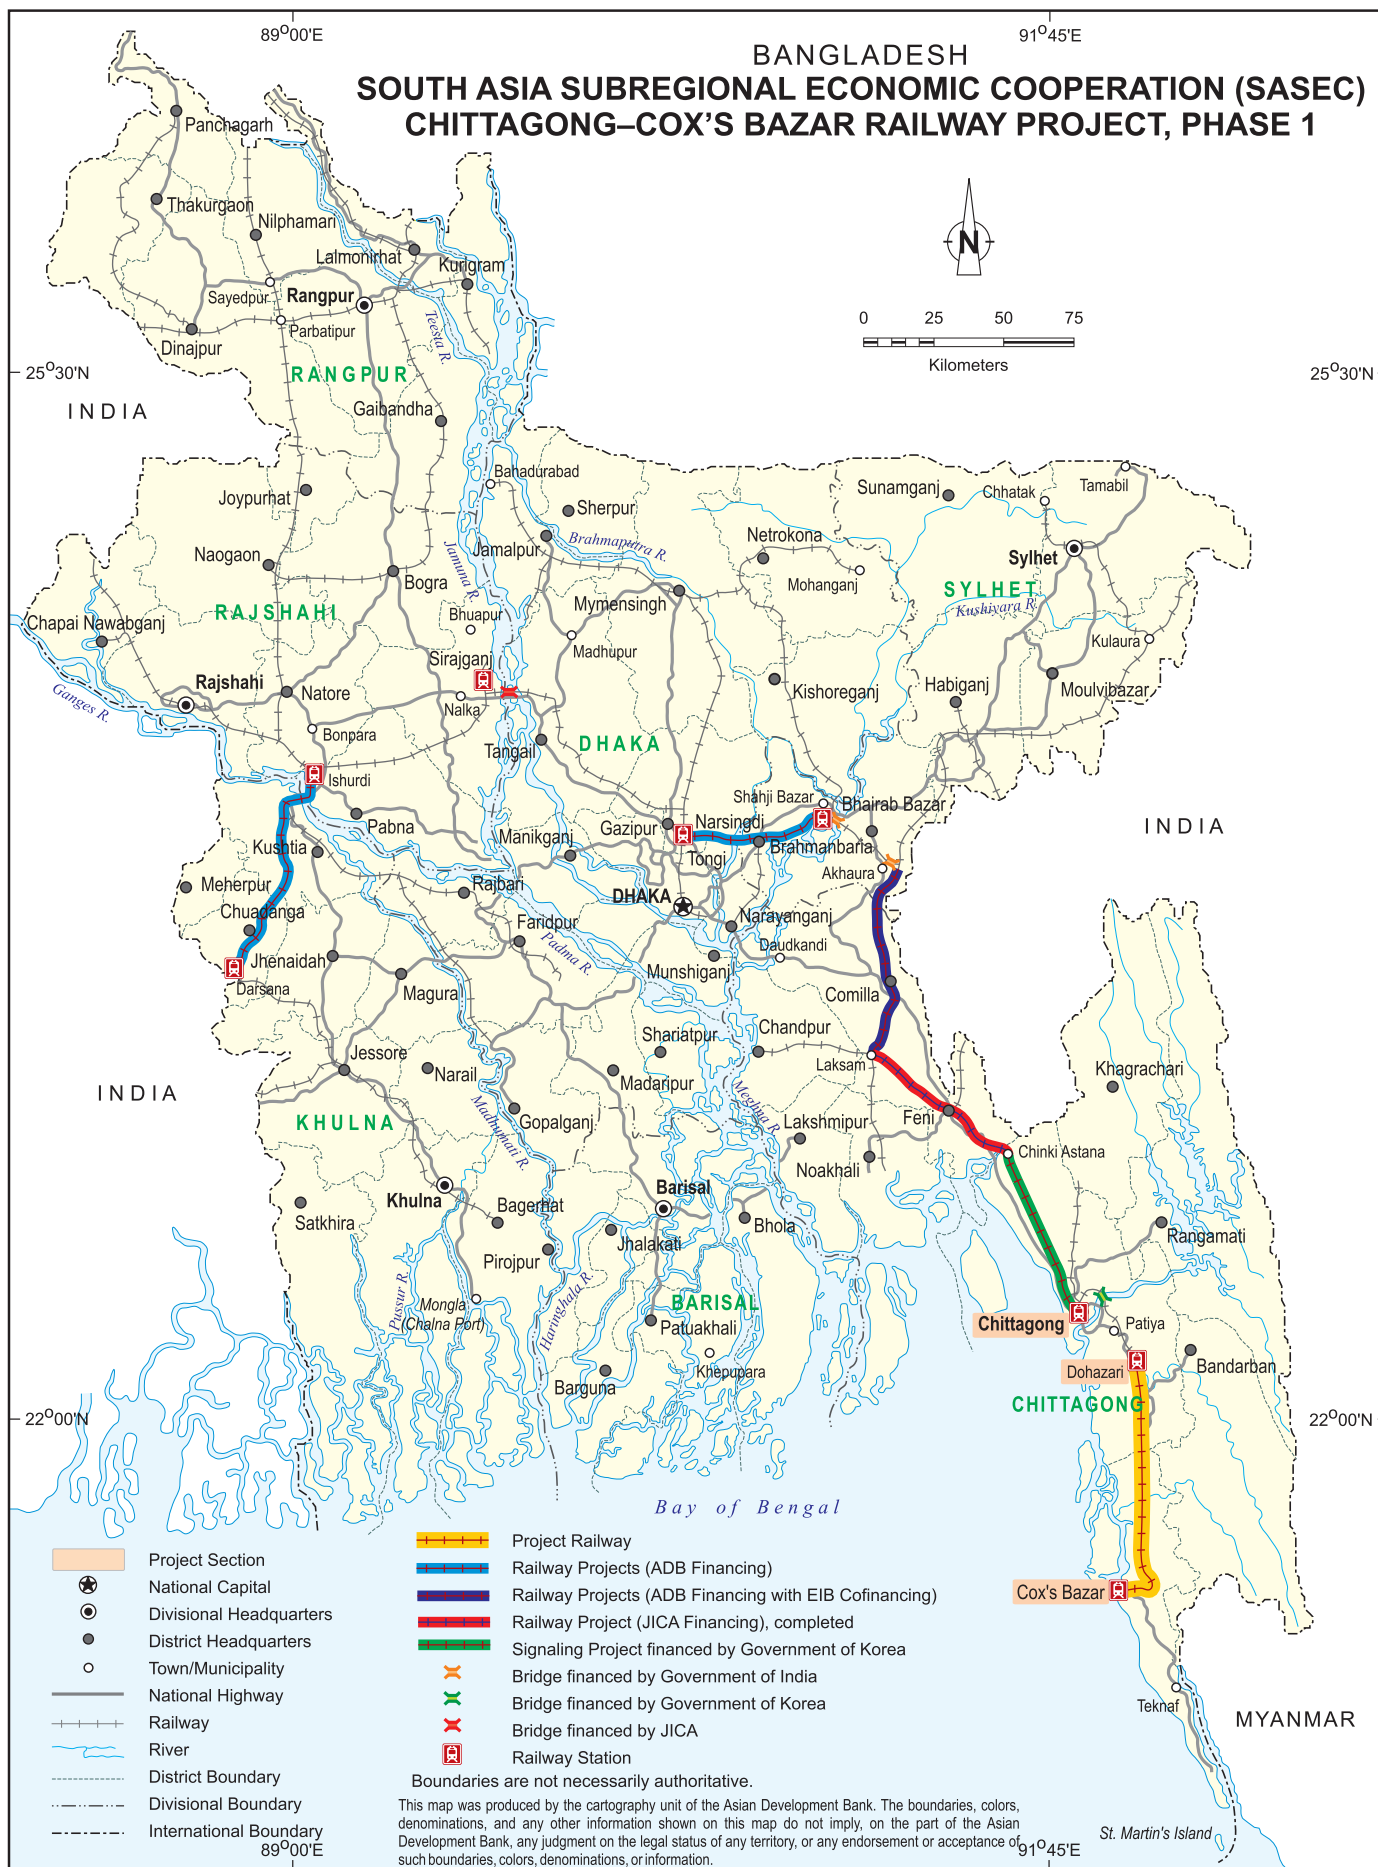 89°00'E
91°45'E
BANGLADESH
SOUTH ASIA SUBREGIONAL ECONOMIC COOPERATION (SASEC)
CHITTAGONG–COX'S BAZAR RAILWAY PROJECT, PHASE 1
Panchagarh
Thakurgaon
Nilphamari
N
Lalmonirhat
Kurigram
Sayedpur
Rangpur
0 25 50 75
Kilometers
Parbatipur
Teesta R.
Dinajpur
25°30'N
RANGPUR
25°30'N
INDIA
Gaibandha
Bahadurabad
Sunamganj
Chhatak
Tamabil
Joypurhat
Sherpur
Netrokona
Naogaon
Jamalpur
Brahmaputra R.
Sylhet
Jamuna R.
Bogra
Mohanganj
SYLHET
Mymensingh
Kushiyara R.
RAJSHAHI
Bhuapur
Chapai Nawabganj
Madhupur
Kulaura
Sirajganj
Rajshahi
Natore
Kishoreganj
Habiganj
Moulvibazar
Ganges R.
Nalka
Bonpara
Tangail
DHAKA
Ishurdi
Shahji Bazar
Bhairab Bazar
Pabna
Gazipur
Narsingdi
INDIA
Manikganj
Kushtia
Tongi
Brahmanbaria
Akhaura
Meherpur
Rajbari
DHAKA
Chuadanga
Faridpur
Narayanganj
Padma R.
Daudkandi
Jhenaidah
Munshiganj
Darsana
Magura
Comilla
Shariatpur
Chandpur
Jessore
Laksam
Khagrachari
Narail
Madaripur
INDIA
Meghna R.
Madhumati R.
Gopalganj
Lakshmipur
Feni
KHULNA
Chinki Astana
Noakhali
Khulna
Barisal
Satkhira
Bagerhat
Bhola
Rangamati
Jhalakati
Pirojpur
Pussur R.
Haringhala R.
Mongla
(Chalna Port)
BARISAL
Chittagong
Patiya
Patuakhali
Khepupara
Dohazari
Bandarban
Barguna
CHITTAGONG
22°00'N
22°00'N
Bay of Bengal
Cox's Bazar
Teknaf
MYANMAR
St. Martin's Island
Project Section
National Capital
Divisional Headquarters
District Headquarters
Town/Municipality
National Highway
Railway
River
District Boundary
Divisional Boundary
International Boundary
Project Railway
Railway Projects (ADB Financing)
Railway Projects (ADB Financing with EIB Cofinancing)
Railway Project (JICA Financing), completed
Signaling Project financed by Government of Korea
Bridge financed by Government of India
Bridge financed by Government of Korea
Bridge financed by JICA
Railway Station
Boundaries are not necessarily authoritative.
This map was produced by the cartography unit of the Asian Development Bank. The boundaries, colors,
denominations, and any other information shown on this map do not imply, on the part of the Asian
Development Bank, any judgment on the legal status of any territory, or any endorsement or acceptance of
such boundaries, colors, denominations, or information.
89°00'E
91°45'E